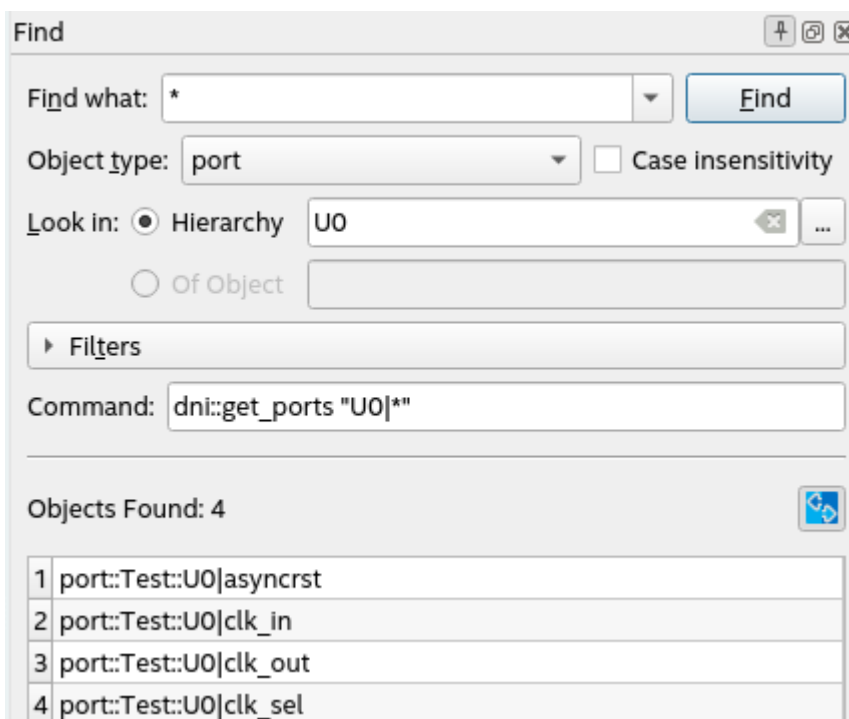 Find
Find what: *
Find
Object type: port
Case insensitivity
Look in: Hierarchy U0 ...
Of Object
Filters
Command: dni::get_ports "U0|*"
Objects Found: 4
1 port::Test::U0|asyncrst
2 port::Test::U0|clk_in
3 port::Test::U0|clk_out
4 port::Test::U0|clk_sel